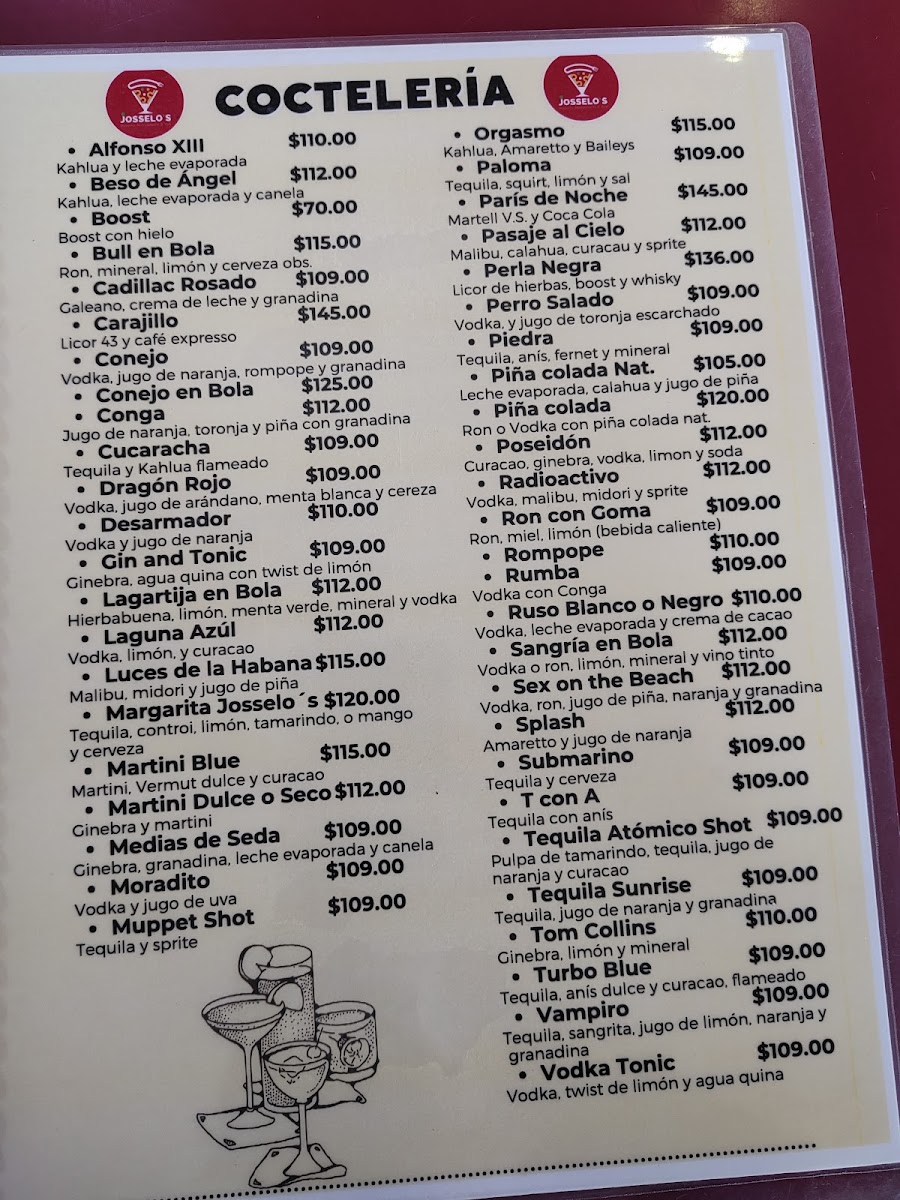 JOSSELO´S
COCTELERÍA
JOSSELO´S
• Alfonso XIII $110.00
Kahlua y leche evaporada
• Beso de Ángel $112.00
Kahlua, leche evaporada y canela
• Boost $70.00
Boost con hielo
• Bull en Bola $115.00
Ron, mineral, limón y cerveza obs.
• Cadillac Rosado $109.00
Galeano, crema de leche y granadina
• Carajillo $145.00
Licor 43 y café expresso
• Conejo $109.00
Vodka, jugo de naranja, rompope y granadina
• Conejo en Bola $125.00
• Conga $112.00
Jugo de naranja, toronja y piña con granadina
• Cucaracha $109.00
Tequila y Kahlua flameado
• Dragón Rojo $109.00
Vodka, jugo de arándano, menta blanca y cereza
• Desarmador $110.00
Vodka y jugo de naranja
• Gin and Tonic $109.00
Ginebra, agua quina con twist de limón
• Lagartija en Bola $112.00
Hierbabuena, limón, menta verde, mineral y vodka
• Laguna Azúl $112.00
Vodka, limón, y curacao
• Luces de la Habana $115.00
Malibu, midori y jugo de piña
• Margarita Josselo´s $120.00
Tequila, controi, limón, tamarindo, o mango
y cerveza
• Martini Blue $115.00
Martini, Vermut dulce y curacao
• Martini Dulce o Seco $112.00
Ginebra y martini
• Medias de Seda $109.00
Ginebra, granadina, leche evaporada y canela
• Moradito $109.00
Vodka y jugo de uva
• Muppet Shot $109.00
Tequila y sprite
• Orgasmo $115.00
Kahlua, Amaretto y Baileys
• Paloma $109.00
Tequila, squirt, limón y sal
• París de Noche $145.00
Martell V.S. y Coca Cola
• Pasaje al Cielo $112.00
Malibu, calahua, curacau y sprite
• Perla Negra $136.00
Licor de hierbas, boost y whisky
• Perro Salado $109.00
Vodka, y jugo de toronja escarchado
• Piedra $109.00
Tequila, anís, fernet y mineral
• Piña colada Nat. $105.00
Leche evaporada, calahua y jugo de piña
• Piña colada $120.00
Ron o Vodka con piña colada nat.
• Poseidón $112.00
Curacao, ginebra, vodka, limon y soda
• Radioactivo $112.00
Vodka, malibu, midori y sprite
• Ron con Goma $109.00
Ron, miel, limón (bebida caliente)
• Rompope $110.00
• Rumba $109.00
Vodka con Conga
• Ruso Blanco o Negro $110.00
Vodka, leche evaporada y crema de cacao
• Sangría en Bola $112.00
Vodka o ron, limón, mineral y vino tinto
• Sex on the Beach $112.00
Vodka, ron, jugo de piña, naranja y granadina
• Splash $112.00
Amaretto y jugo de naranja
• Submarino $109.00
Tequila y cerveza
• T con A $109.00
Tequila con anís
• Tequila Atómico Shot $109.00
Pulpa de tamarindo, tequila, jugo de
naranja y curacao
• Tequila Sunrise $109.00
Tequila, jugo de naranja y granadina
• Tom Collins $110.00
Ginebra, limón y mineral
• Turbo Blue $109.00
Tequila, anís dulce y curacao, flameado
• Vampiro $109.00
Tequila, sangrita, jugo de limón, naranja y
granadina
• Vodka Tonic $109.00
Vodka, twist de limón y agua quina